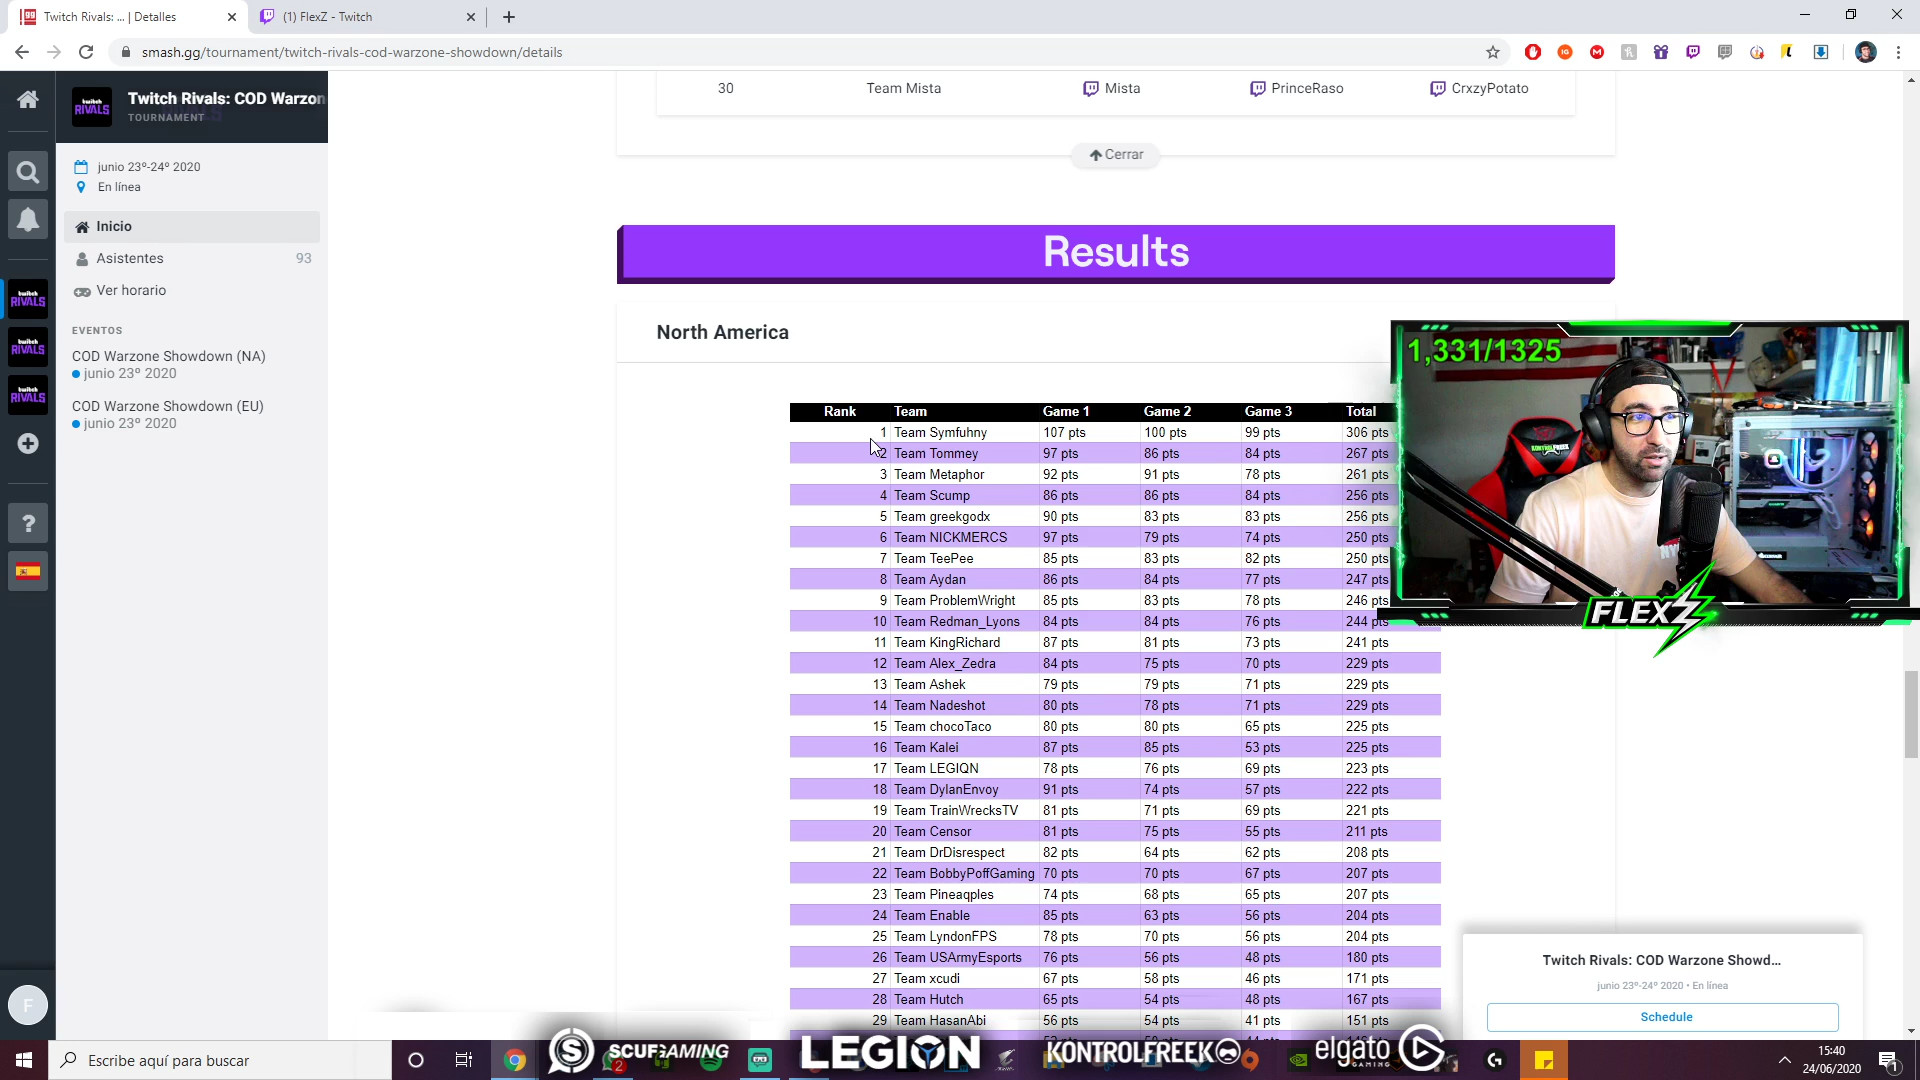 Twitch Rivals: ... | Detalles
(1) FlexZ - Twitch
smash.gg/tournament/twitch-rivals-cod-warzone-showdown/details
twitch RIVALS
Twitch Rivals: COD Warzon
TOURNAMENT
junio 23º-24º 2020
En línea
Inicio
Asistentes 93
Ver horario
EVENTOS
COD Warzone Showdown (NA)
junio 23º 2020
COD Warzone Showdown (EU)
junio 23º 2020
twitch RIVALS
twitch RIVALS
twitch RIVALS
?
F
30 Team Mista Mista PrinceRaso CrxzyPotato
Cerrar
Results
North America
Rank Team Game 1 Game 2 Game 3 Total
1 Team Symfuhny 107 pts 100 pts 99 pts 306 pts
2 Team Tommey 97 pts 86 pts 84 pts 267 pts
3 Team Metaphor 92 pts 91 pts 78 pts 261 pts
4 Team Scump 86 pts 86 pts 84 pts 256 pts
5 Team greekgodx 90 pts 83 pts 83 pts 256 pts
6 Team NICKMERCS 97 pts 79 pts 74 pts 250 pts
7 Team TeePee 85 pts 83 pts 82 pts 250 pts
8 Team Aydan 86 pts 84 pts 77 pts 247 pts
9 Team ProblemWright 85 pts 83 pts 78 pts 246 pts
10 Team Redman_Lyons 84 pts 84 pts 76 pts 244 pts
11 Team KingRichard 87 pts 81 pts 73 pts 241 pts
12 Team Alex_Zedra 84 pts 75 pts 70 pts 229 pts
13 Team Ashek 79 pts 79 pts 71 pts 229 pts
14 Team Nadeshot 80 pts 78 pts 71 pts 229 pts
15 Team chocoTaco 80 pts 80 pts 65 pts 225 pts
16 Team Kalei 87 pts 85 pts 53 pts 225 pts
17 Team LEGIQN 78 pts 76 pts 69 pts 223 pts
18 Team DylanEnvoy 91 pts 74 pts 57 pts 222 pts
19 Team TrainWrecksTV 81 pts 71 pts 69 pts 221 pts
20 Team Censor 81 pts 75 pts 55 pts 211 pts
21 Team DrDisrespect 82 pts 64 pts 62 pts 208 pts
22 Team BobbyPoffGaming 70 pts 70 pts 67 pts 207 pts
23 Team Pineaqples 74 pts 68 pts 65 pts 207 pts
24 Team Enable 85 pts 63 pts 56 pts 204 pts
25 Team LyndonFPS 78 pts 70 pts 56 pts 204 pts
26 Team USArmyEsports 76 pts 56 pts 48 pts 180 pts
27 Team xcudi 67 pts 58 pts 46 pts 171 pts
28 Team Hutch 65 pts 54 pts 48 pts 167 pts
29 Team HasanAbi 56 pts 54 pts 41 pts 151 pts
1,331/1325
KONTROLFREEK
FLEXZ
Twitch Rivals: COD Warzone Showd...
junio 23º-24º 2020 • En línea
Schedule
Escribe aquí para buscar
SCUFGAMING
LEGION
KONTROLFREEK
elgato GAMING
2
15:40
24/06/2020
1